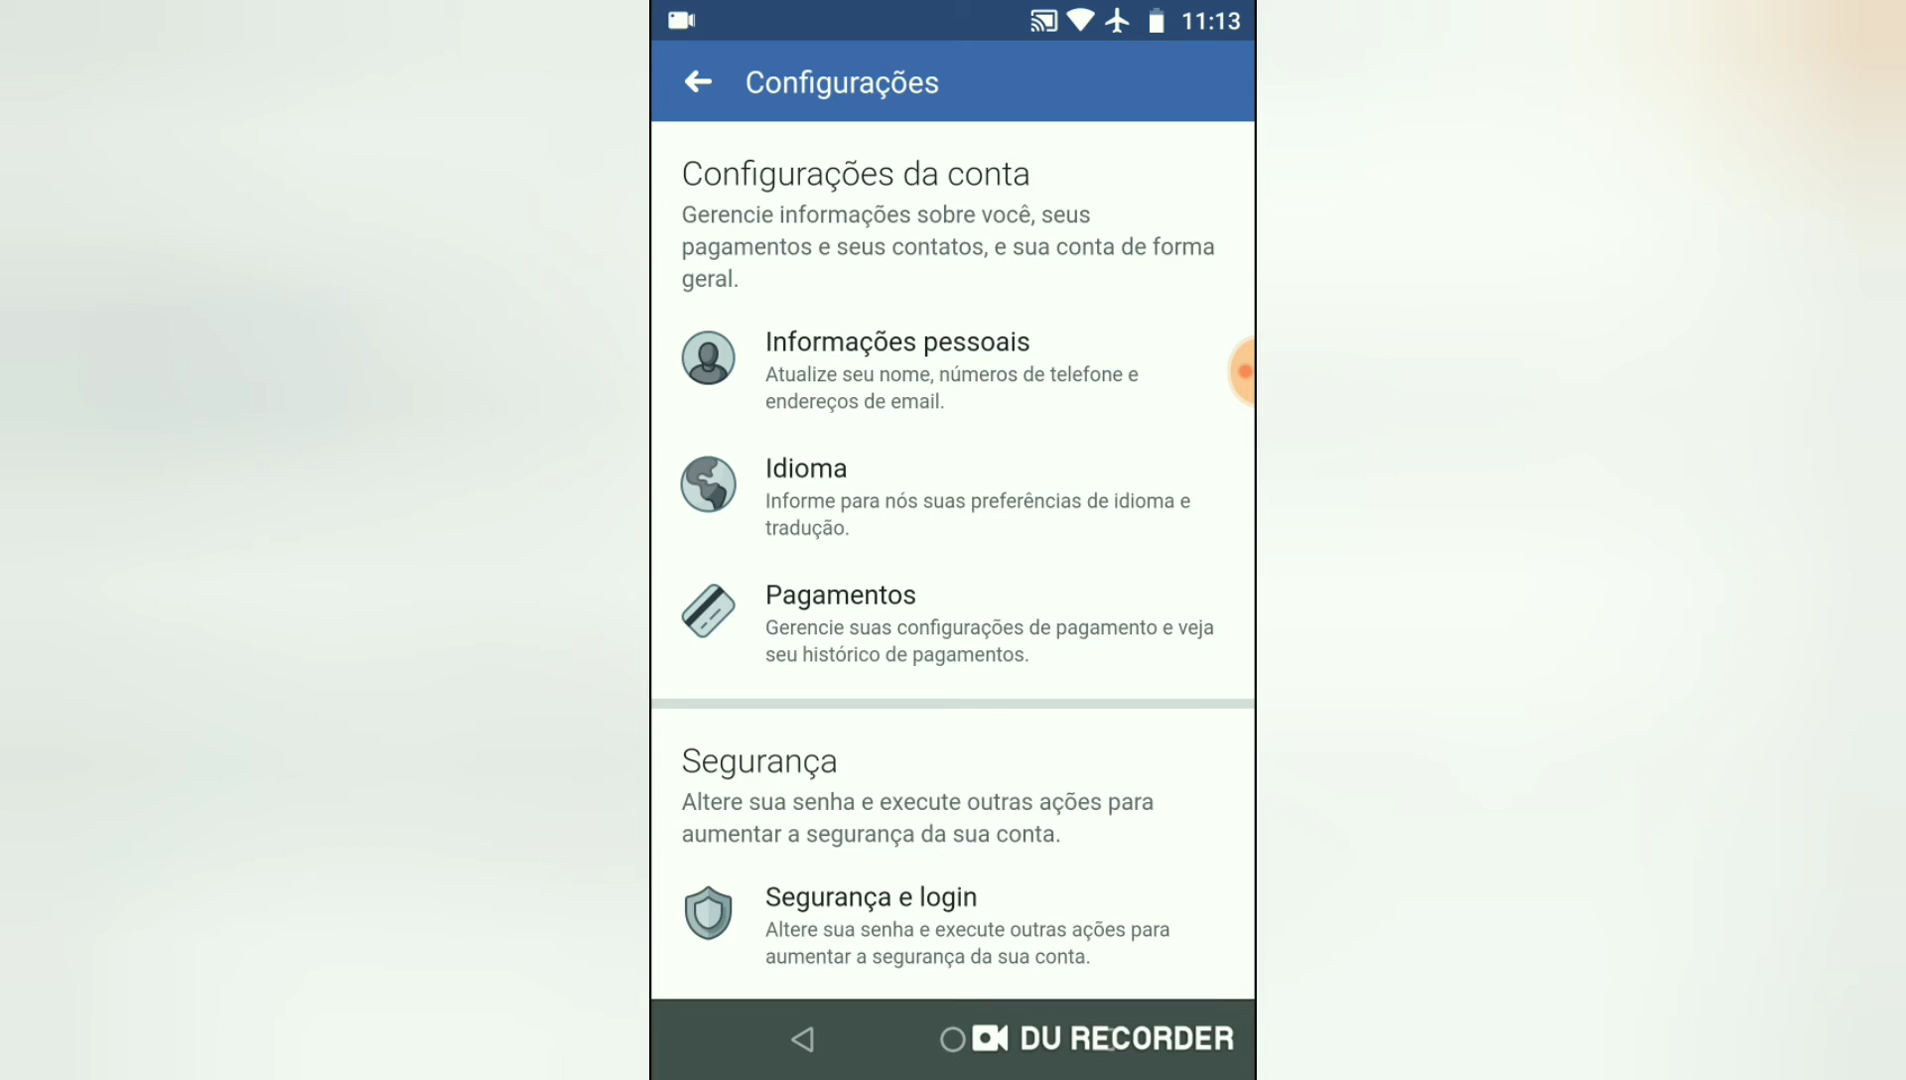 11:13
Configurações
Configurações da conta
Gerencie informações sobre você, seus
pagamentos e seus contatos, e sua conta de forma
geral.
Informações pessoais
Atualize seu nome, números de telefone e
endereços de email.
Idioma
Informe para nós suas preferências de idioma e
tradução.
Pagamentos
Gerencie suas configurações de pagamento e veja
seu histórico de pagamentos.
Segurança
Altere sua senha e execute outras ações para
aumentar a segurança da sua conta.
Segurança e login
Altere sua senha e execute outras ações para
aumentar a segurança da sua conta.
DU RECORDER